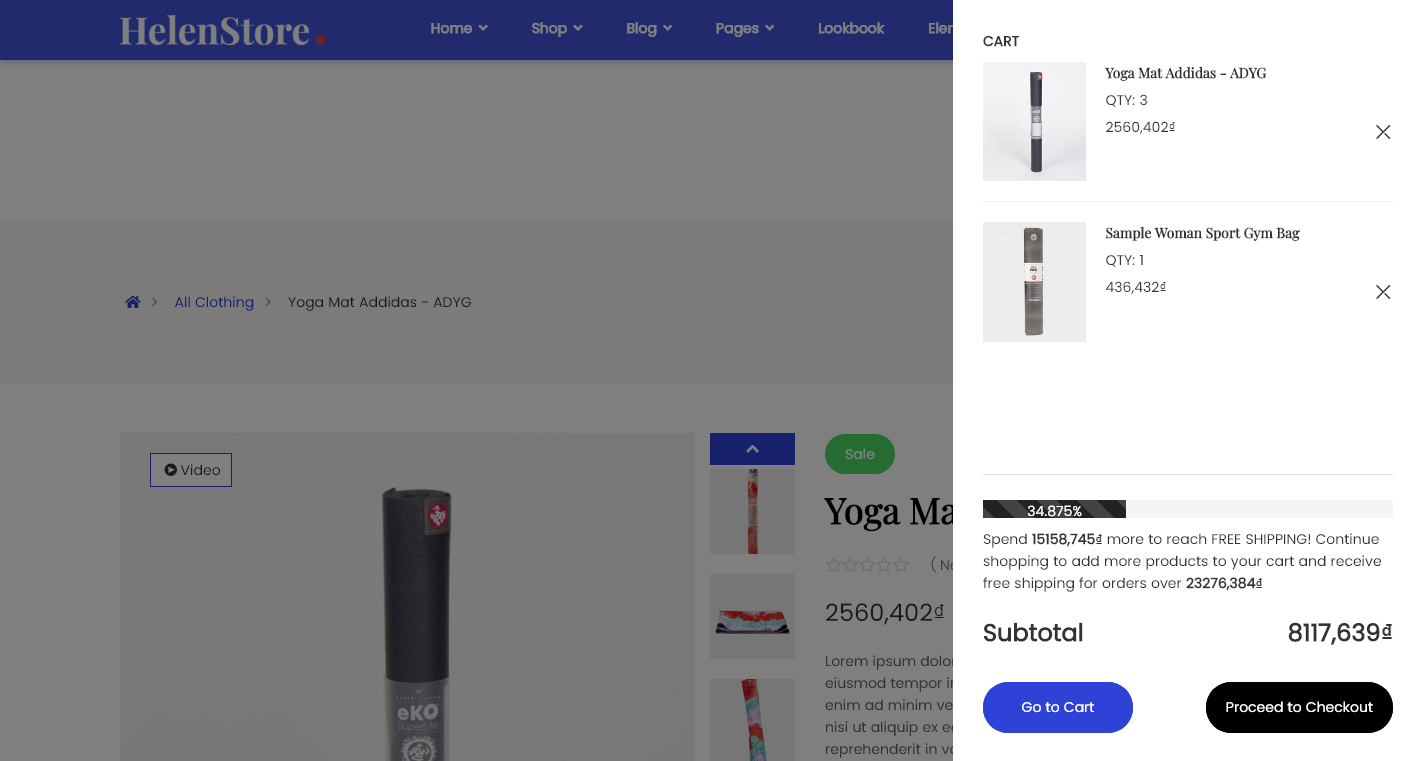 HelenStore.
Home
Shop
Blog
Pages
Lookbook
Elen
All Clothing
Yoga Mat Addidas - ADYG
Video
eKO
SuperLite
Sale
Yoga Ma
( No
2560,402₫
Lorem ipsum dolor
eiusmod tempor in
enim ad minim ve
nisi ut aliquip ex e
reprehenderit in vo
CART
Yoga Mat Addidas - ADYG
QTY: 3
2560,402₫
Sample Woman Sport Gym Bag
QTY: 1
436,432₫
34.875%
Spend 15158,745₫ more to reach FREE SHIPPING! Continue
shopping to add more products to your cart and receive
free shipping for orders over 23276,384₫
Subtotal 8117,639₫
Go to Cart
Proceed to Checkout